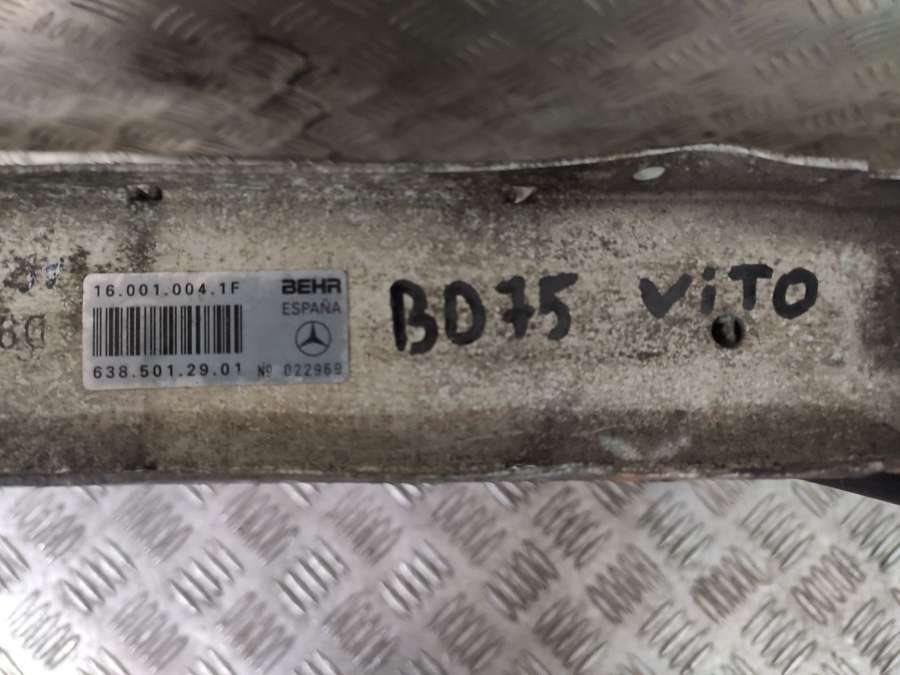 16.001.004.1F
BEHR
ESPAÑA
638.501.29.01
Nº 022969
BD75 ViTO